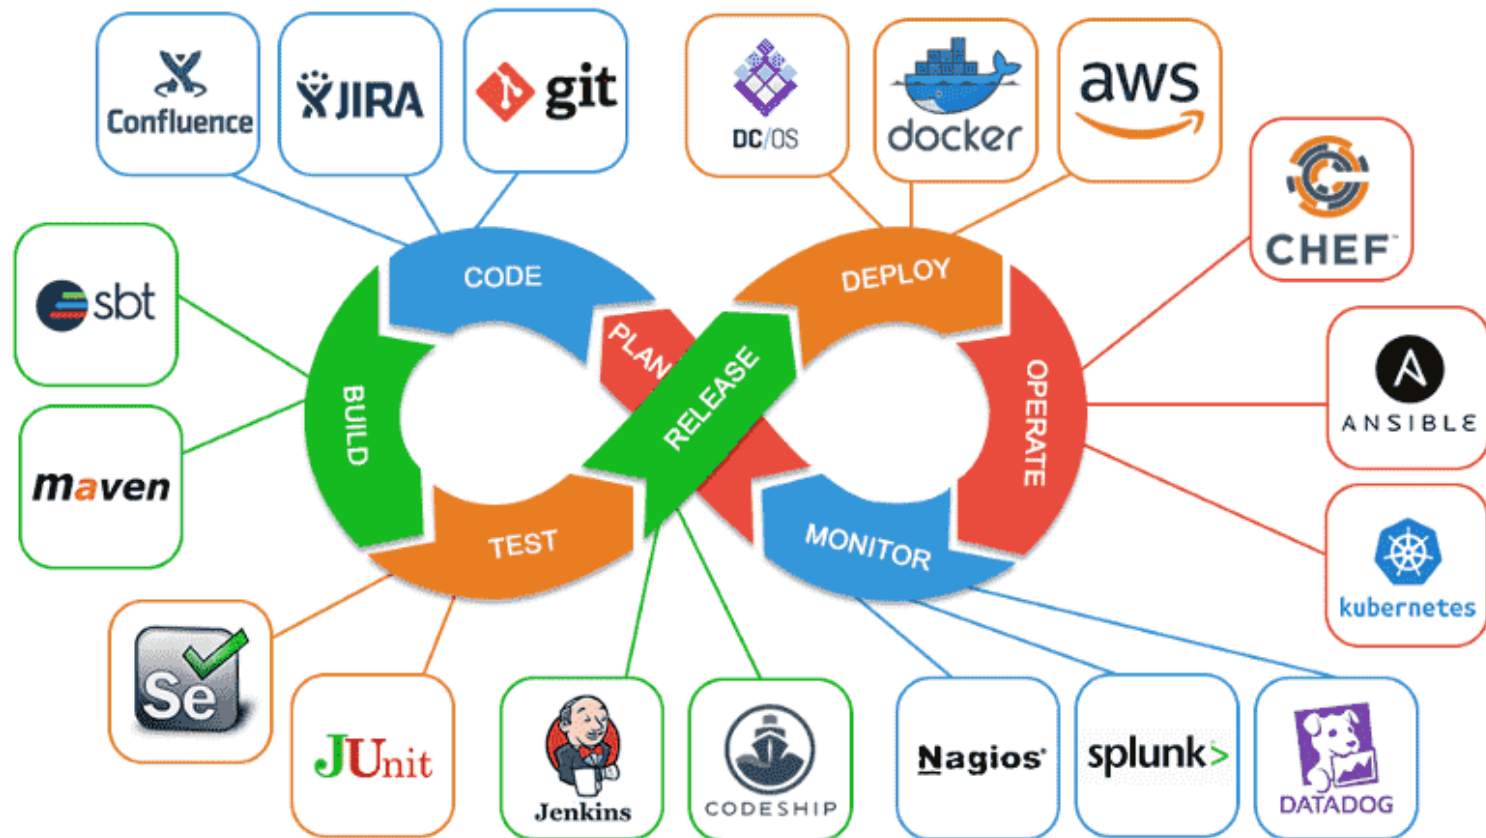 Confluence
JIRA
git
DC/OS
docker
aws
CHEF™
sbt
CODE
DEPLOY
PLAN
RELEASE
BUILD
OPERATE
ANSIBLE
maven
TEST
MONITOR
kubernetes
Se
JUnit
Jenkins
CODESHIP
Nagios®
splunk>
DATADOG